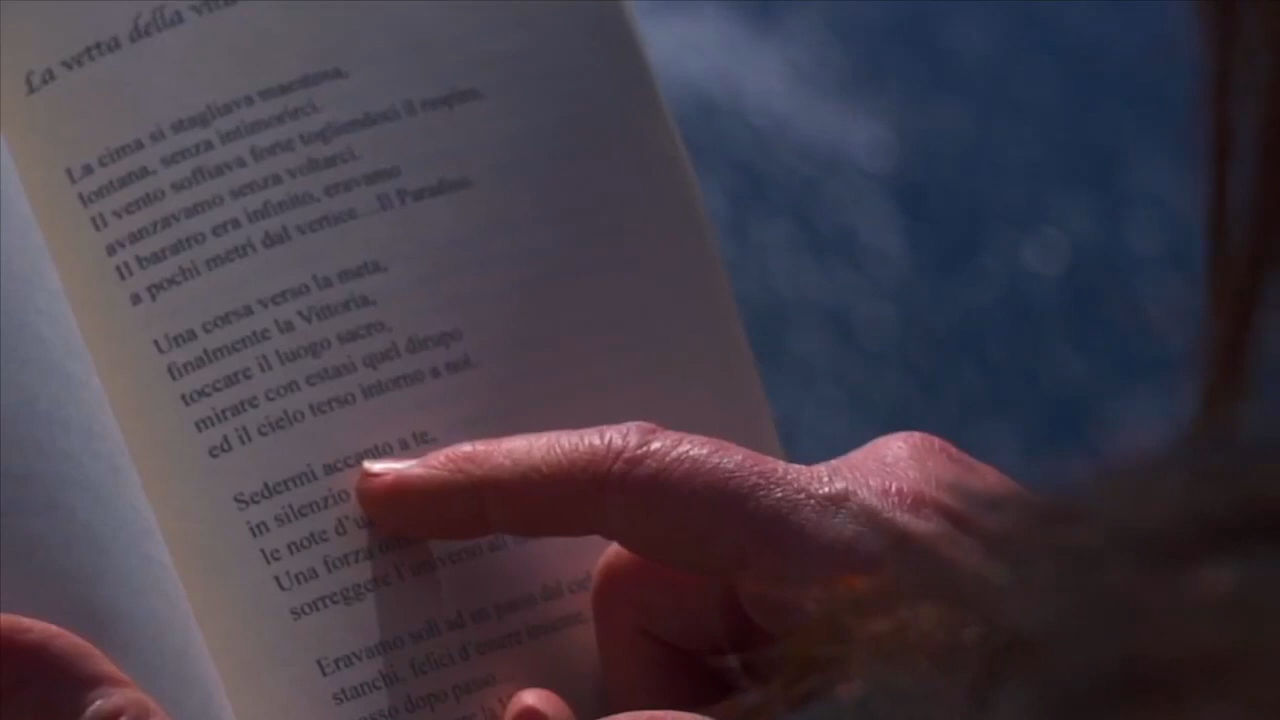 La vetta della vita
La cima si stagliava maestosa,
lontana, senza intimorirci.
Il vento soffiava forte togliendoci il respiro,
avanzavamo senza voltarci.
Il baratro era infinito, eravamo
a pochi metri dal vertice...Il Paradiso.
Una corsa verso la meta,
finalmente la Vittoria,
toccare il luogo sacro,
mirare con estasi quel dirupo
ed il cielo terso intorno a noi.
Sedermi accanto a te,
in silenzio
le note d'u
Una forza
sorreggere l'universo
Eravamo soli ad un passo dal ciel
stanchi, felici d'essere insieme.
passo dopo passo